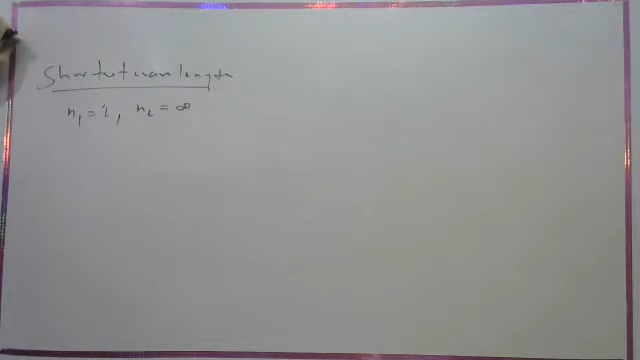 Shortest wavelength
n₁ = 2, n₂ = ∞